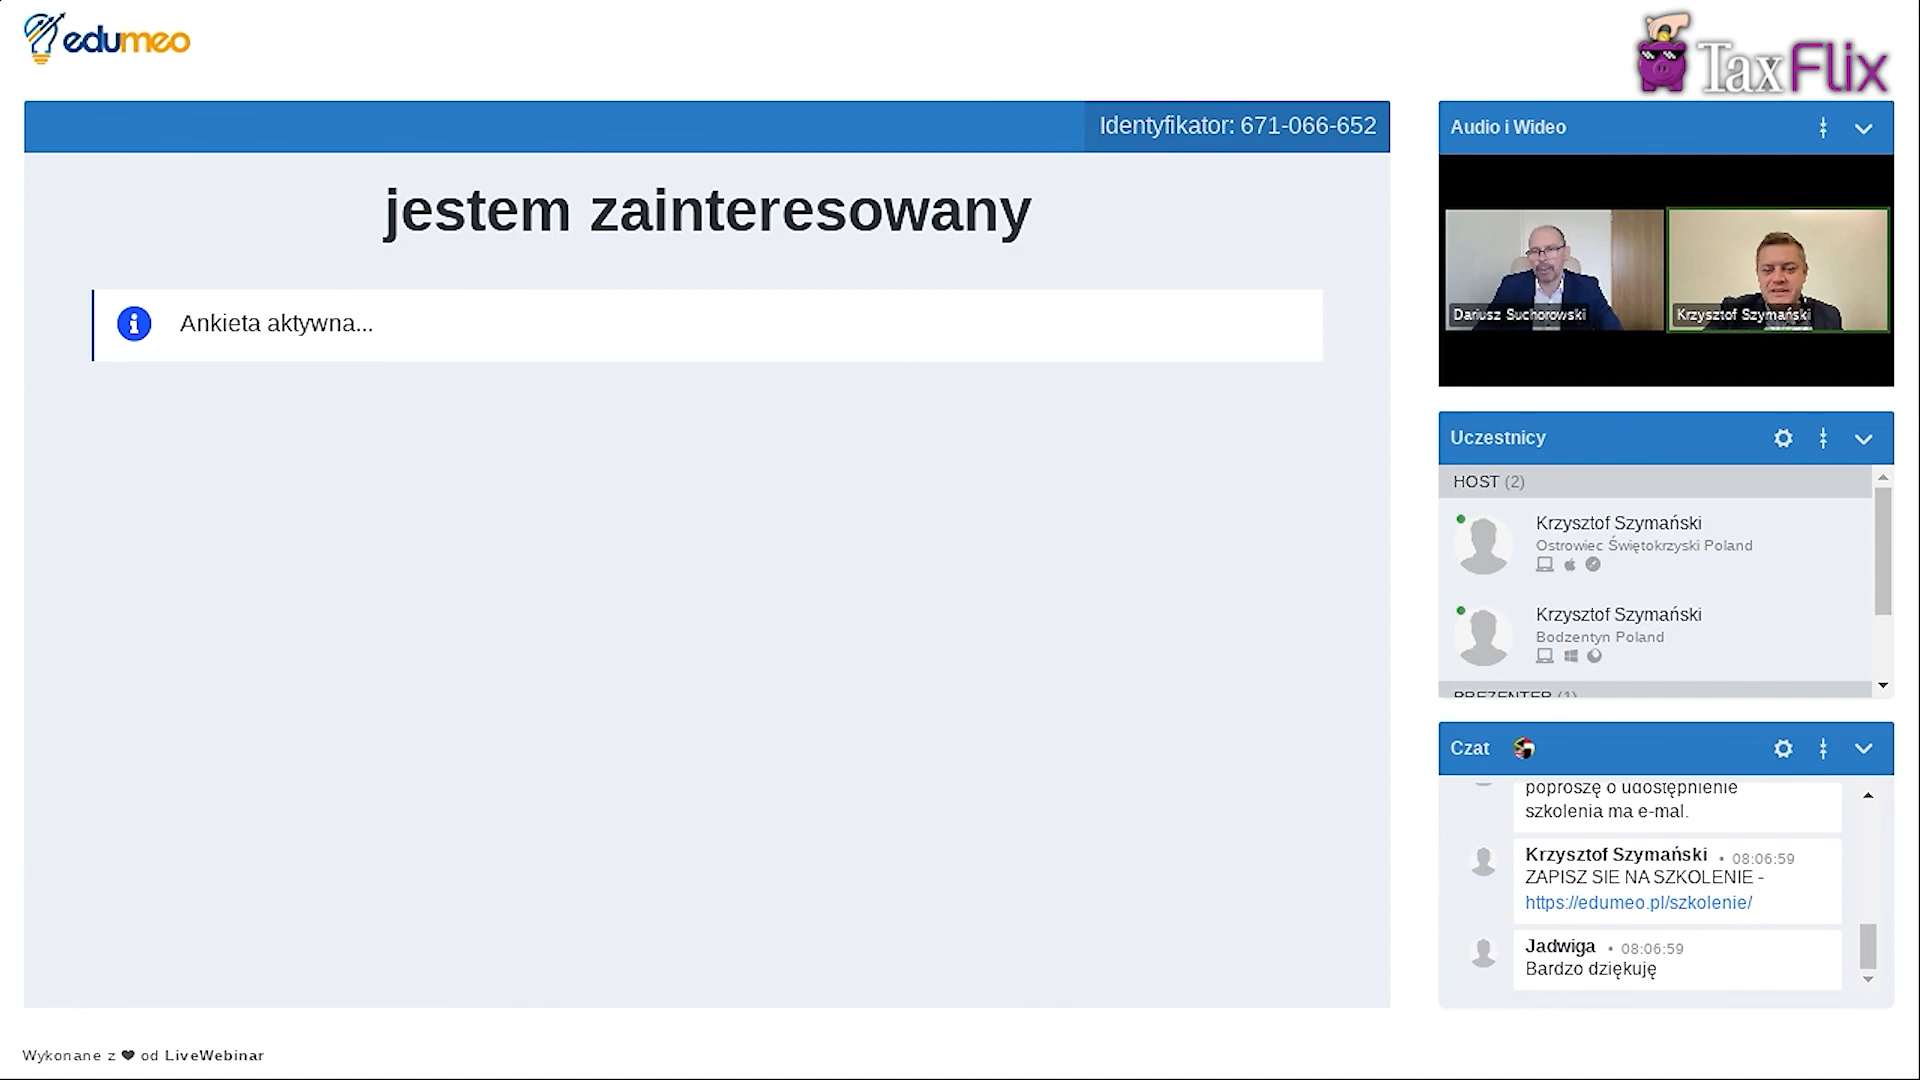 edumeo
TaxFlix
Identyfikator: 671-066-652
jestem zainteresowany
Ankieta aktywna...
Audio i Wideo
Dariusz Suchorowski
Krzysztof Szymański
Uczestnicy
HOST (2)
Krzysztof Szymański
Ostrowiec Świętokrzyski Poland
Krzysztof Szymański
Bodzentyn Poland
PREZENTER (1)
Czat
poproszę o udostępnienie
szkolenia ma e-mal.
Krzysztof Szymański • 08:06:59
ZAPISZ SIE NA SZKOLENIE -
https://edumeo.pl/szkolenie/
Jadwiga • 08:06:59
Bardzo dziękuję
Wykonane z ❤ od LiveWebinar